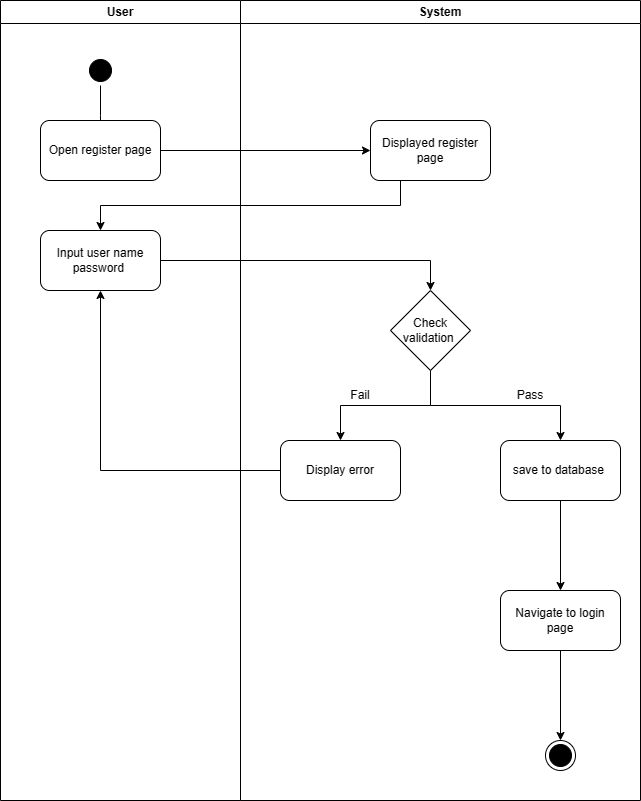 User
System
Open register page
Displayed register
page
Input user name
password
Check
validation
Fail
Pass
Display error
save to database
Navigate to login
page